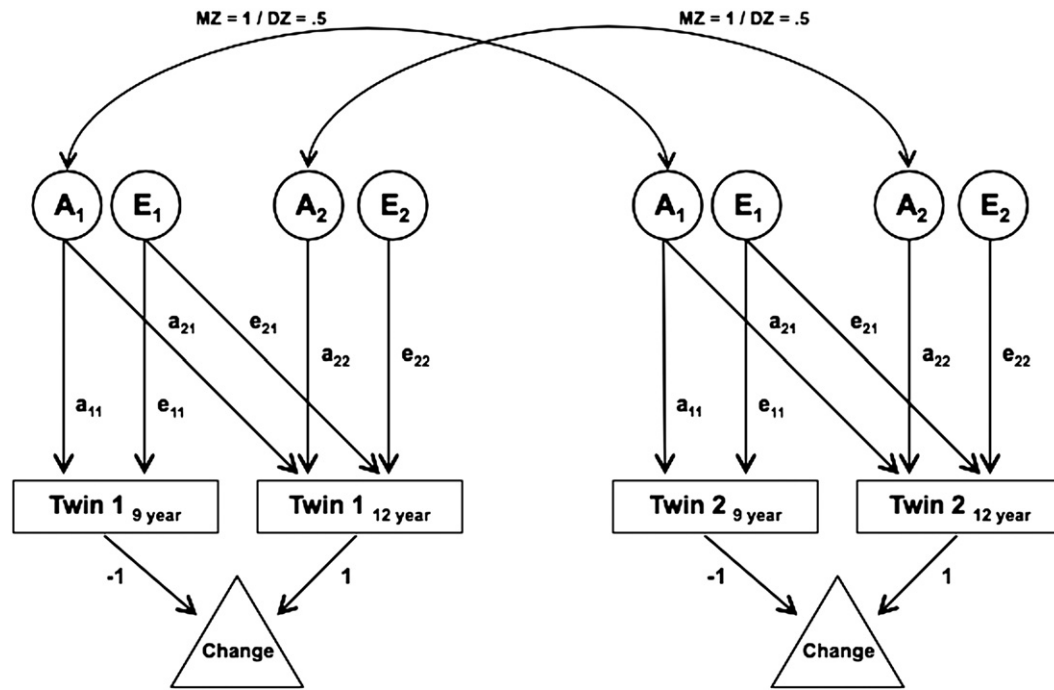 MZ = 1 / DZ = .5 MZ = 1 / DZ = .5
A1 E1 A2 E2 A1 E1 A2 E2
a21 e21 a22 e22 a21 e21 a22 e22
a11 e11 a11 e11
Twin 1 9 year Twin 1 12 year Twin 2 9 year Twin 2 12 year
-1 1 -1 1
Change Change